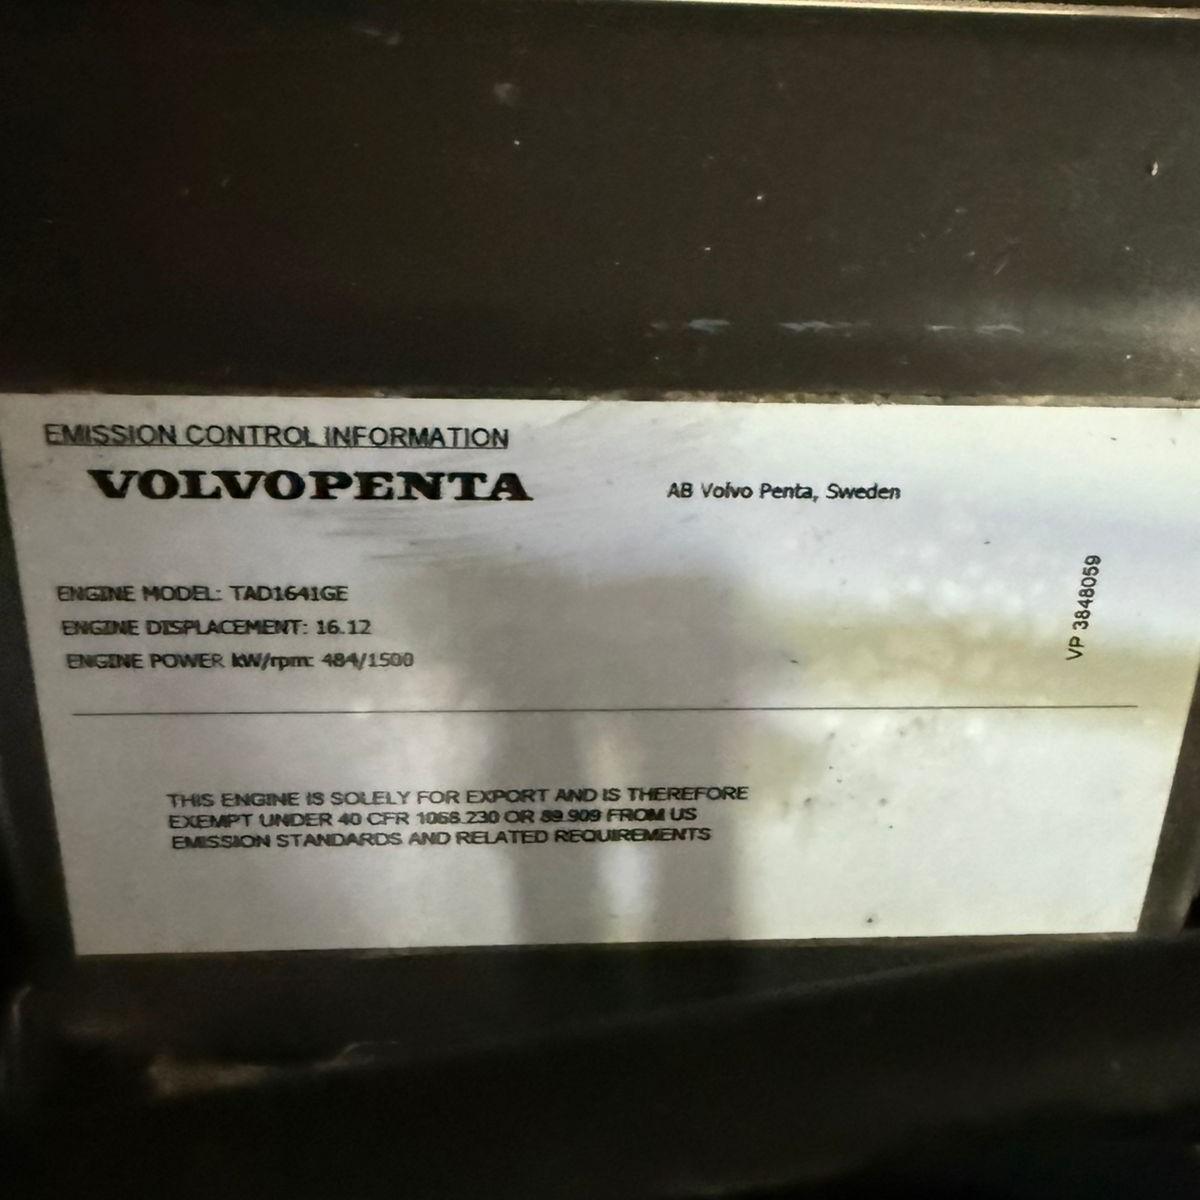 EMISSION CONTROL INFORMATION
VOLVO PENTA
AB Volvo Penta, Sweden
ENGINE MODEL: TAD1641GE
ENGINE DISPLACEMENT: 16.12
ENGINE POWER kW/rpm: 484/1500
VP 3848059
THIS ENGINE IS SOLELY FOR EXPORT AND IS THEREFORE
EXEMPT UNDER 40 CFR 1068.230 OR 89.909 FROM US
EMISSION STANDARDS AND RELATED REQUIREMENTS